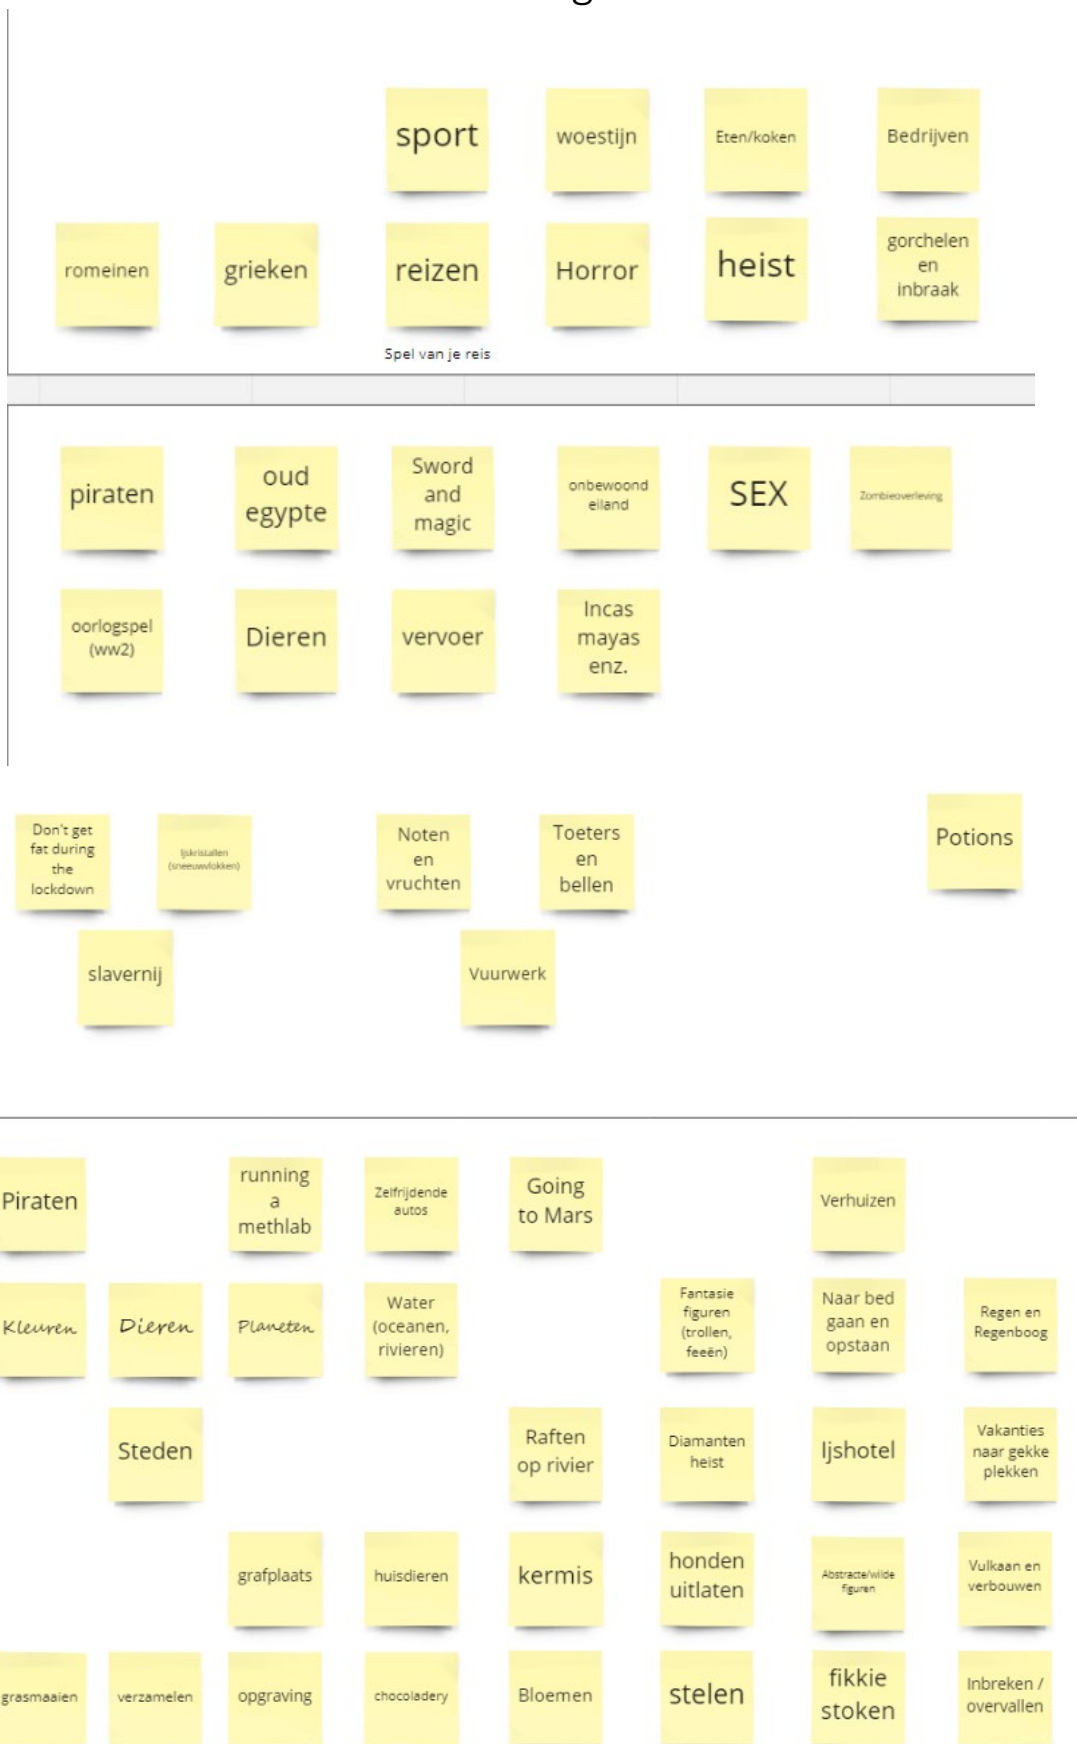 sport
woestijn
Eten/koken
Bedrijven
romeinen
grieken
reizen
Horror
heist
gorchelen
en
inbraak
Spel van je reis
piraten
oud
egypte
Sword
and
magic
onbewoond
eiland
SEX
Zombieoverleving
oorlogspel
(ww2)
Dieren
vervoer
Incas
mayas
enz.
Don't get
fat during
the
lockdown
Ijskristallen
(sneeuwvlokken)
Noten
en
vruchten
Toeters
en
bellen
Potions
slavernij
Vuurwerk
Piraten
running
a
methlab
Zelfrijdende
autos
Going
to Mars
Verhuizen
Kleuren
Dieren
Planeten
Water
(oceanen,
rivieren)
Fantasie
figuren
(trollen,
feeën)
Naar bed
gaan en
opstaan
Regen en
Regenboog
Steden
Raften
op rivier
Diamanten
heist
Ijshotel
Vakanties
naar gekke
plekken
grafplaats
huisdieren
kermis
honden
uitlaten
Abstracte/wilde
figuren
Vulkaan en
verbouwen
grasmaaien
verzamelen
opgraving
chocoladery
Bloemen
stelen
fikkie
stoken
Inbreken /
overvallen